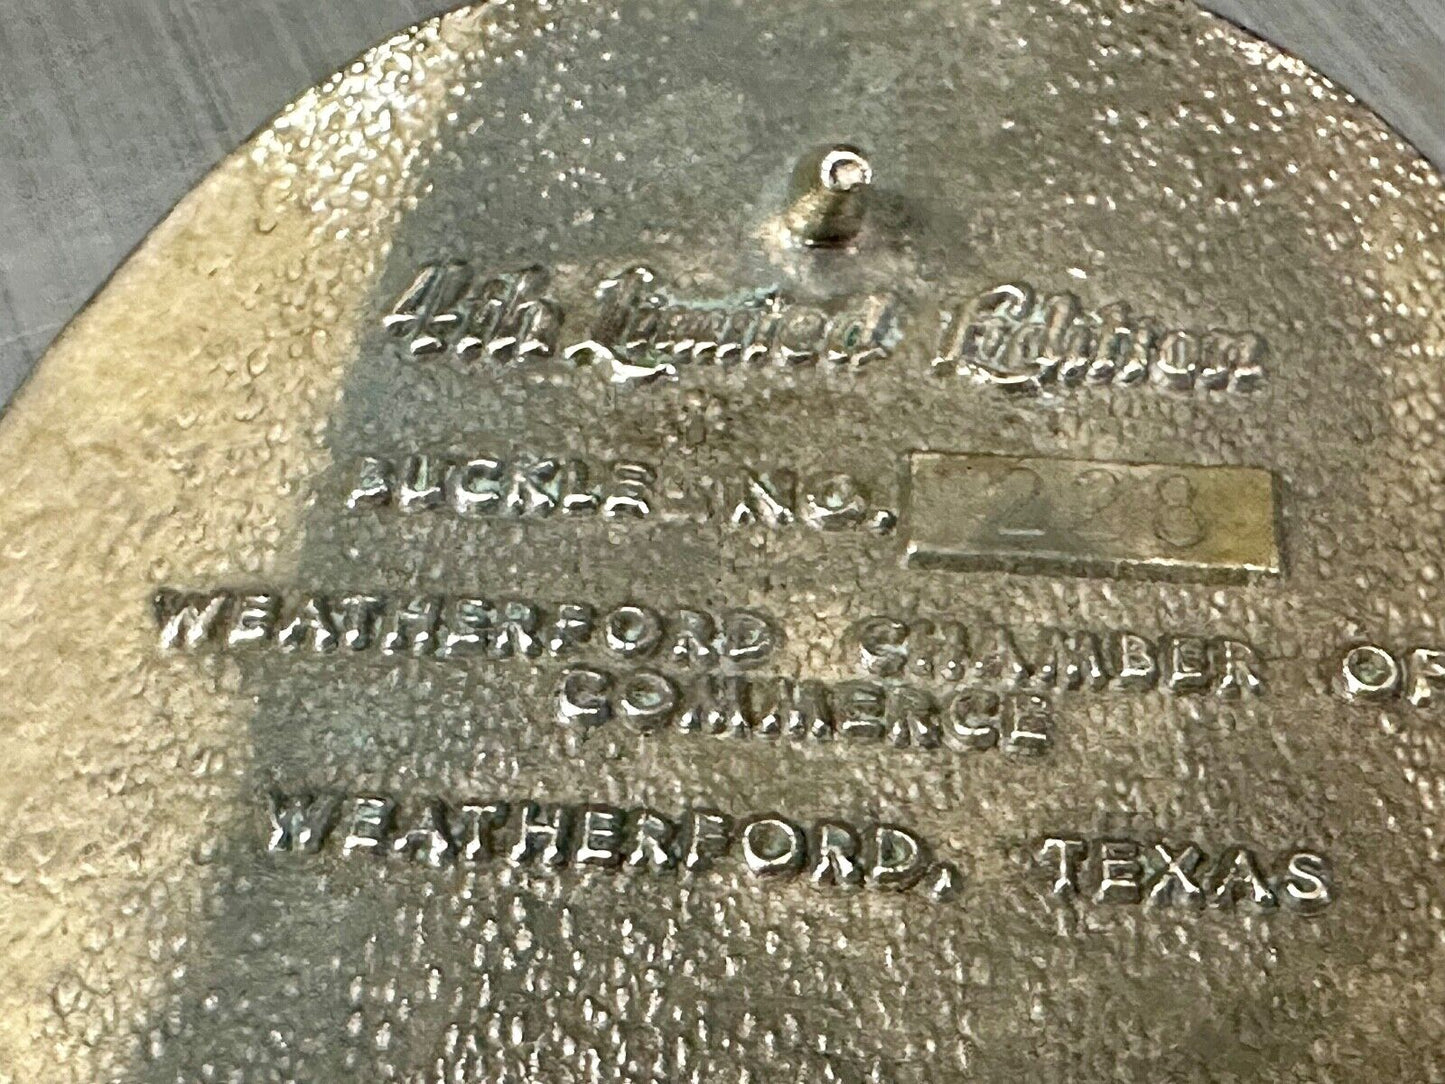 4th Limited Edition
BUCKLE NO. 228
WEATHERFORD CHAMBER OF
COMMERCE
WEATHERFORD, TEXAS